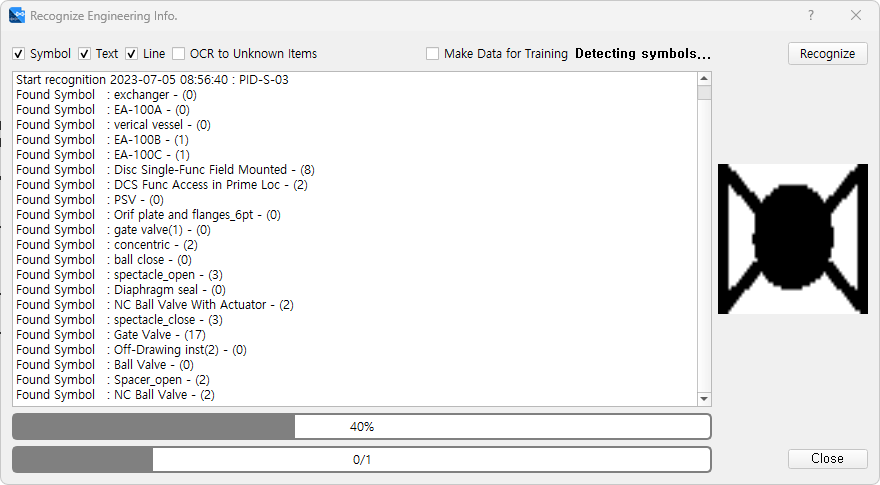 Recognize Engineering Info.
? ×
Symbol Text Line OCR to Unknown Items Make Data for Training Detecting symbols... Recognize
Start recognition 2023-07-05 08:56:40 : PID-S-03
Found Symbol : exchanger - (0)
Found Symbol : EA-100A - (0)
Found Symbol : verical vessel - (0)
Found Symbol : EA-100B - (1)
Found Symbol : EA-100C - (1)
Found Symbol : Disc Single-Func Field Mounted - (8)
Found Symbol : DCS Func Access in Prime Loc - (2)
Found Symbol : PSV - (0)
Found Symbol : Orif plate and flanges_6pt - (0)
Found Symbol : gate valve(1) - (0)
Found Symbol : concentric - (2)
Found Symbol : ball close - (0)
Found Symbol : spectacle_open - (3)
Found Symbol : Diaphragm seal - (0)
Found Symbol : NC Ball Valve With Actuator - (2)
Found Symbol : spectacle_close - (3)
Found Symbol : Gate Valve - (17)
Found Symbol : Off-Drawing inst(2) - (0)
Found Symbol : Ball Valve - (0)
Found Symbol : Spacer_open - (2)
Found Symbol : NC Ball Valve - (2)
40%
0/1
Close